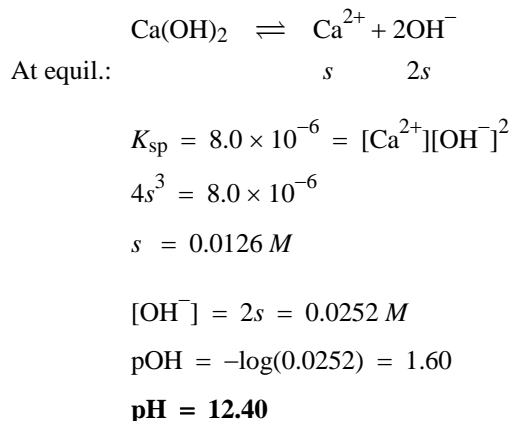 Ca(OH)₂ ⇌ Ca²⁺ + 2OH⁻
At equil.: s 2s
Kₛₚ = 8.0 × 10⁻⁶ = [Ca²⁺][OH⁻]²
4s³ = 8.0 × 10⁻⁶
s = 0.0126 M
[OH⁻] = 2s = 0.0252 M
pOH = −log(0.0252) = 1.60
pH = 12.40